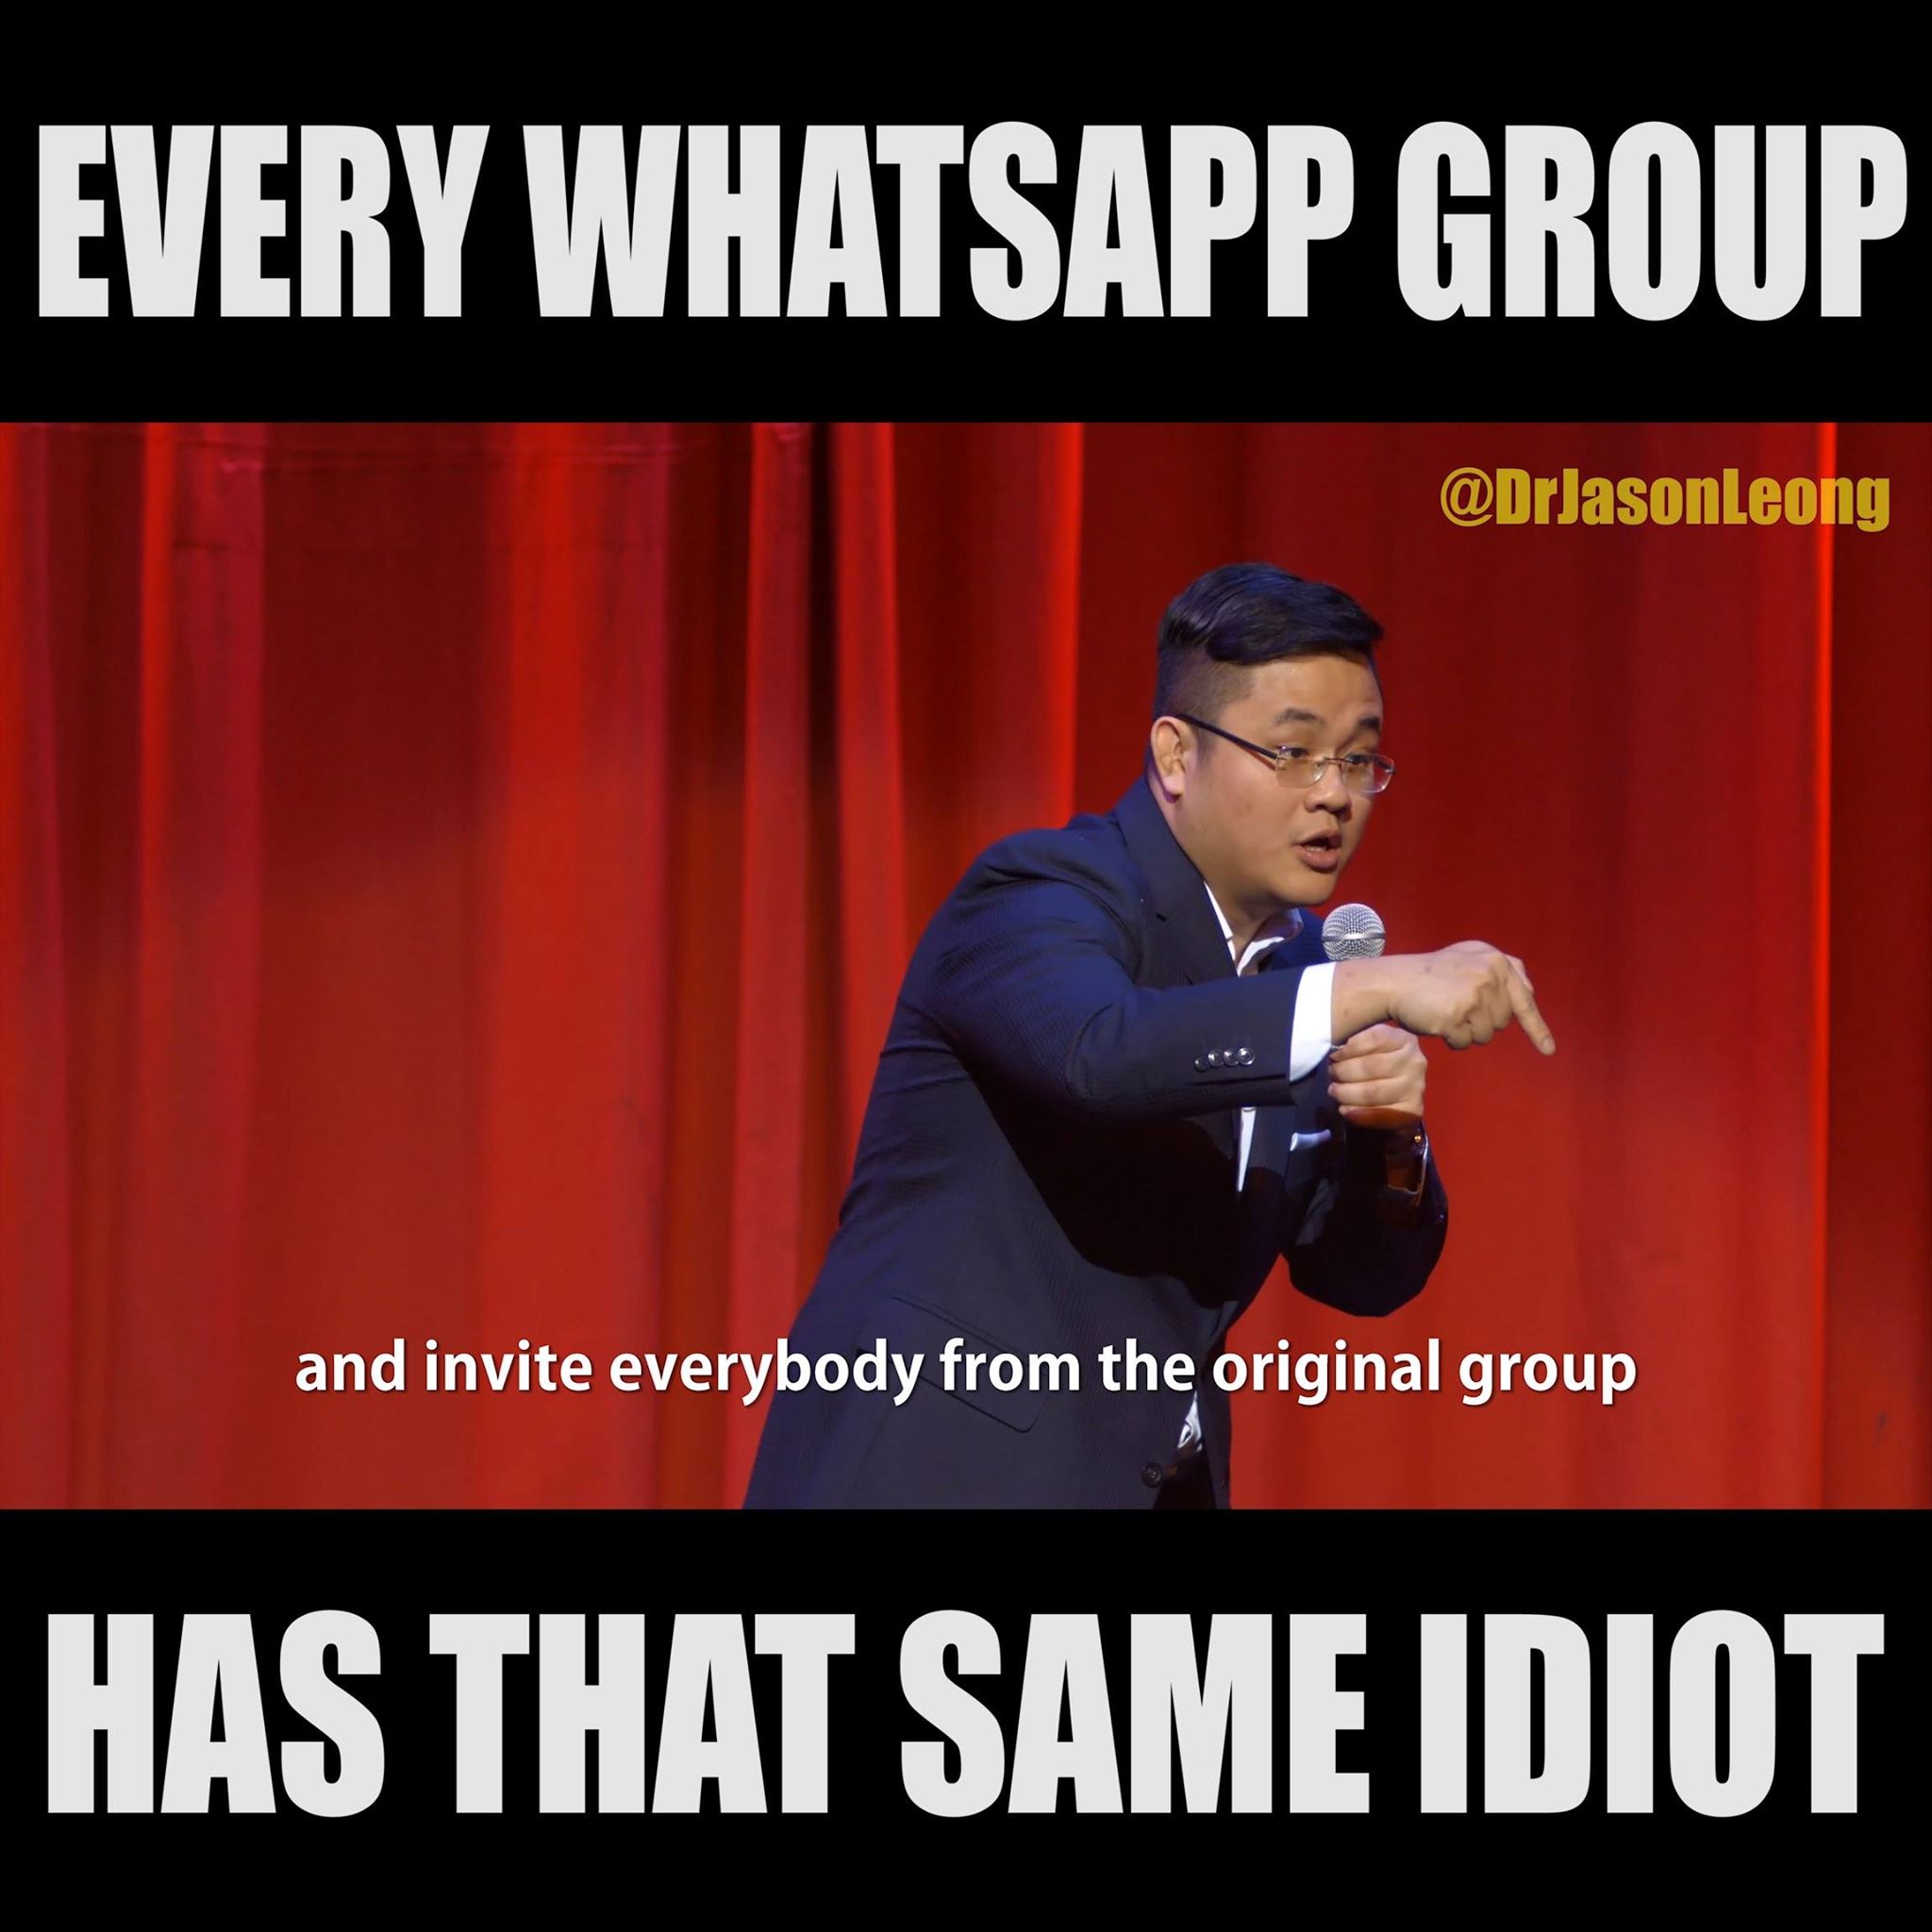 EVERY WHATSAPP GROUP
@DrJasonLeong
and invite everybody from the original group
HAS THAT SAME IDIOT